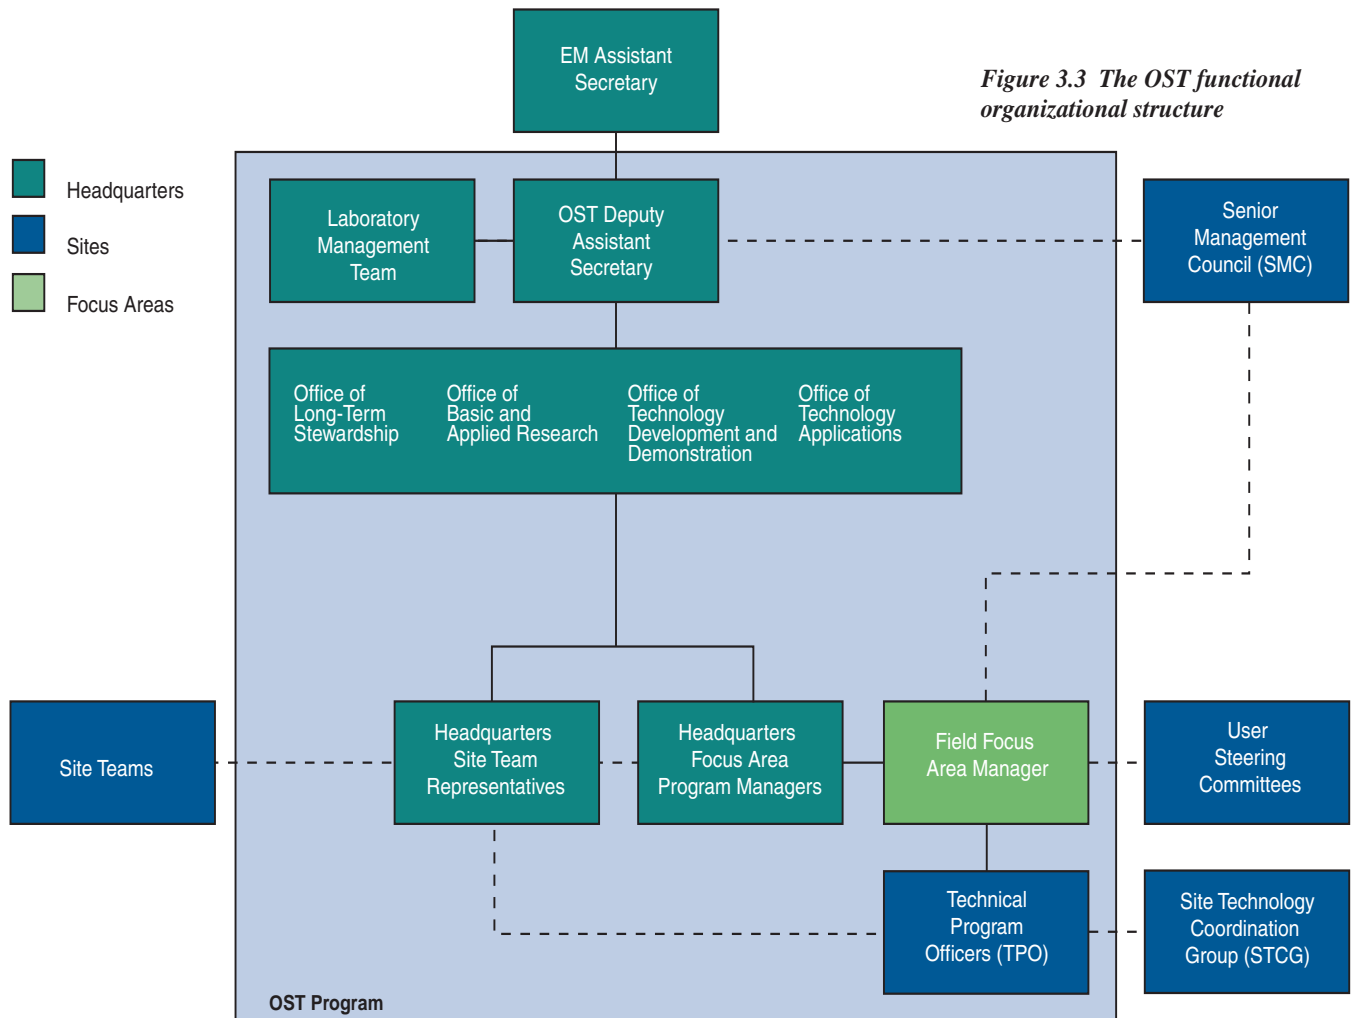 EM Assistant
Secretary
Figure 3.3 The OST functional
organizational structure
Headquarters
Sites
Focus Areas
Laboratory
Management
Team
OST Deputy
Assistant
Secretary
Senior
Management
Council (SMC)
Office of
Long-Term
Stewardship
Office of
Basic and
Applied Research
Office of
Technology
Development and
Demonstration
Office of
Technology
Applications
Site Teams
Headquarters
Site Team
Representatives
Headquarters
Focus Area
Program Managers
Field Focus
Area Manager
User
Steering
Committees
Technical
Program
Officers (TPO)
Site Technology
Coordination
Group (STCG)
OST Program